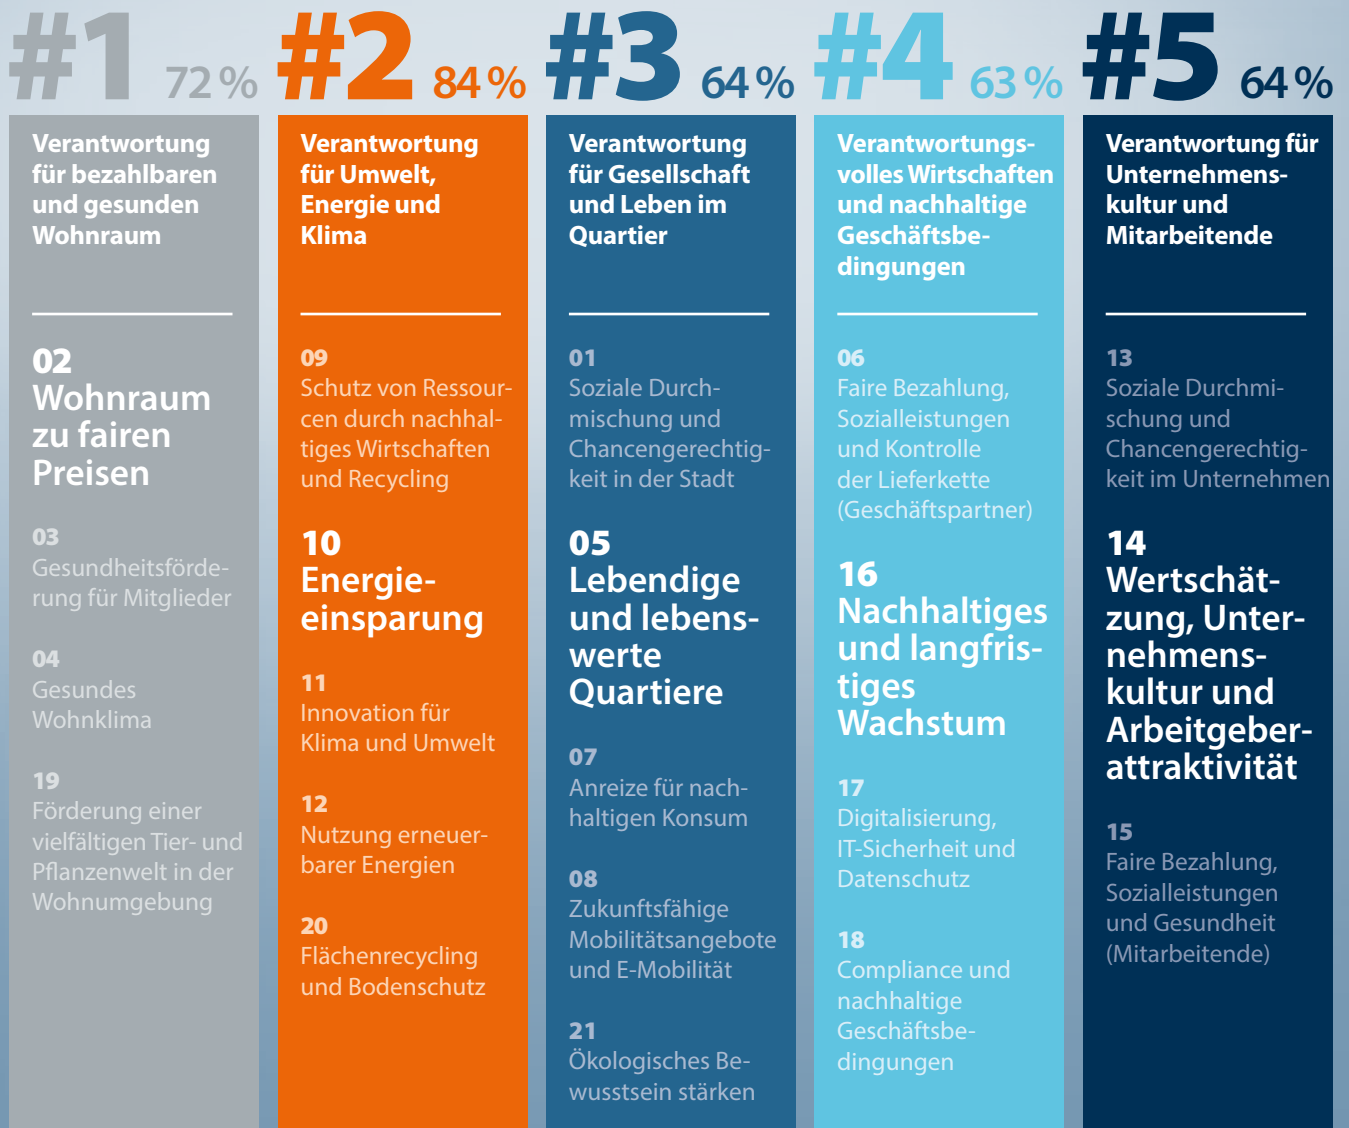 #1 72 %
Verantwortung
für bezahlbaren
und gesunden
Wohnraum
02
Wohnraum
zu fairen
Preisen
03
Gesundheitsförde-
rung für Mitglieder
04
Gesundes
Wohnklima
19
Förderung einer
vielfältigen Tier- und
Pflanzenwelt in der
Wohnumgebung
#2 84 %
Verantwortung
für Umwelt,
Energie und
Klima
09
Schutz von Ressour-
cen durch nachhal-
tiges Wirtschaften
und Recycling
10
Energie-
einsparung
11
Innovation für
Klima und Umwelt
12
Nutzung erneuer-
barer Energien
20
Flächenrecycling
und Bodenschutz
#3 64 %
Verantwortung
für Gesellschaft
und Leben im
Quartier
01
Soziale Durch-
mischung und
Chancengerechtig-
keit in der Stadt
05
Lebendige
und lebens-
werte
Quartiere
07
Anreize für nach-
haltigen Konsum
08
Zukunftsfähige
Mobilitätsangebote
und E-Mobilität
21
Ökologisches Be-
wusstsein stärken
#4 63 %
Verantwortungs-
volles Wirtschaften
und nachhaltige
Geschäftsbe-
dingungen
06
Faire Bezahlung,
Sozialleistungen
und Kontrolle
der Lieferkette
(Geschäftspartner)
16
Nachhaltiges
und langfris-
tiges
Wachstum
17
Digitalisierung,
IT-Sicherheit und
Datenschutz
18
Compliance und
nachhaltige
Geschäftsbe-
dingungen
#5 64 %
Verantwortung für
Unternehmens-
kultur und
Mitarbeitende
13
Soziale Durchmi-
schung und
Chancengerechtig-
keit im Unternehmen
14
Wertschät-
zung, Unter-
nehmens-
kultur und
Arbeitgeber-
attraktivität
15
Faire Bezahlung,
Sozialleistungen
und Gesundheit
(Mitarbeitende)